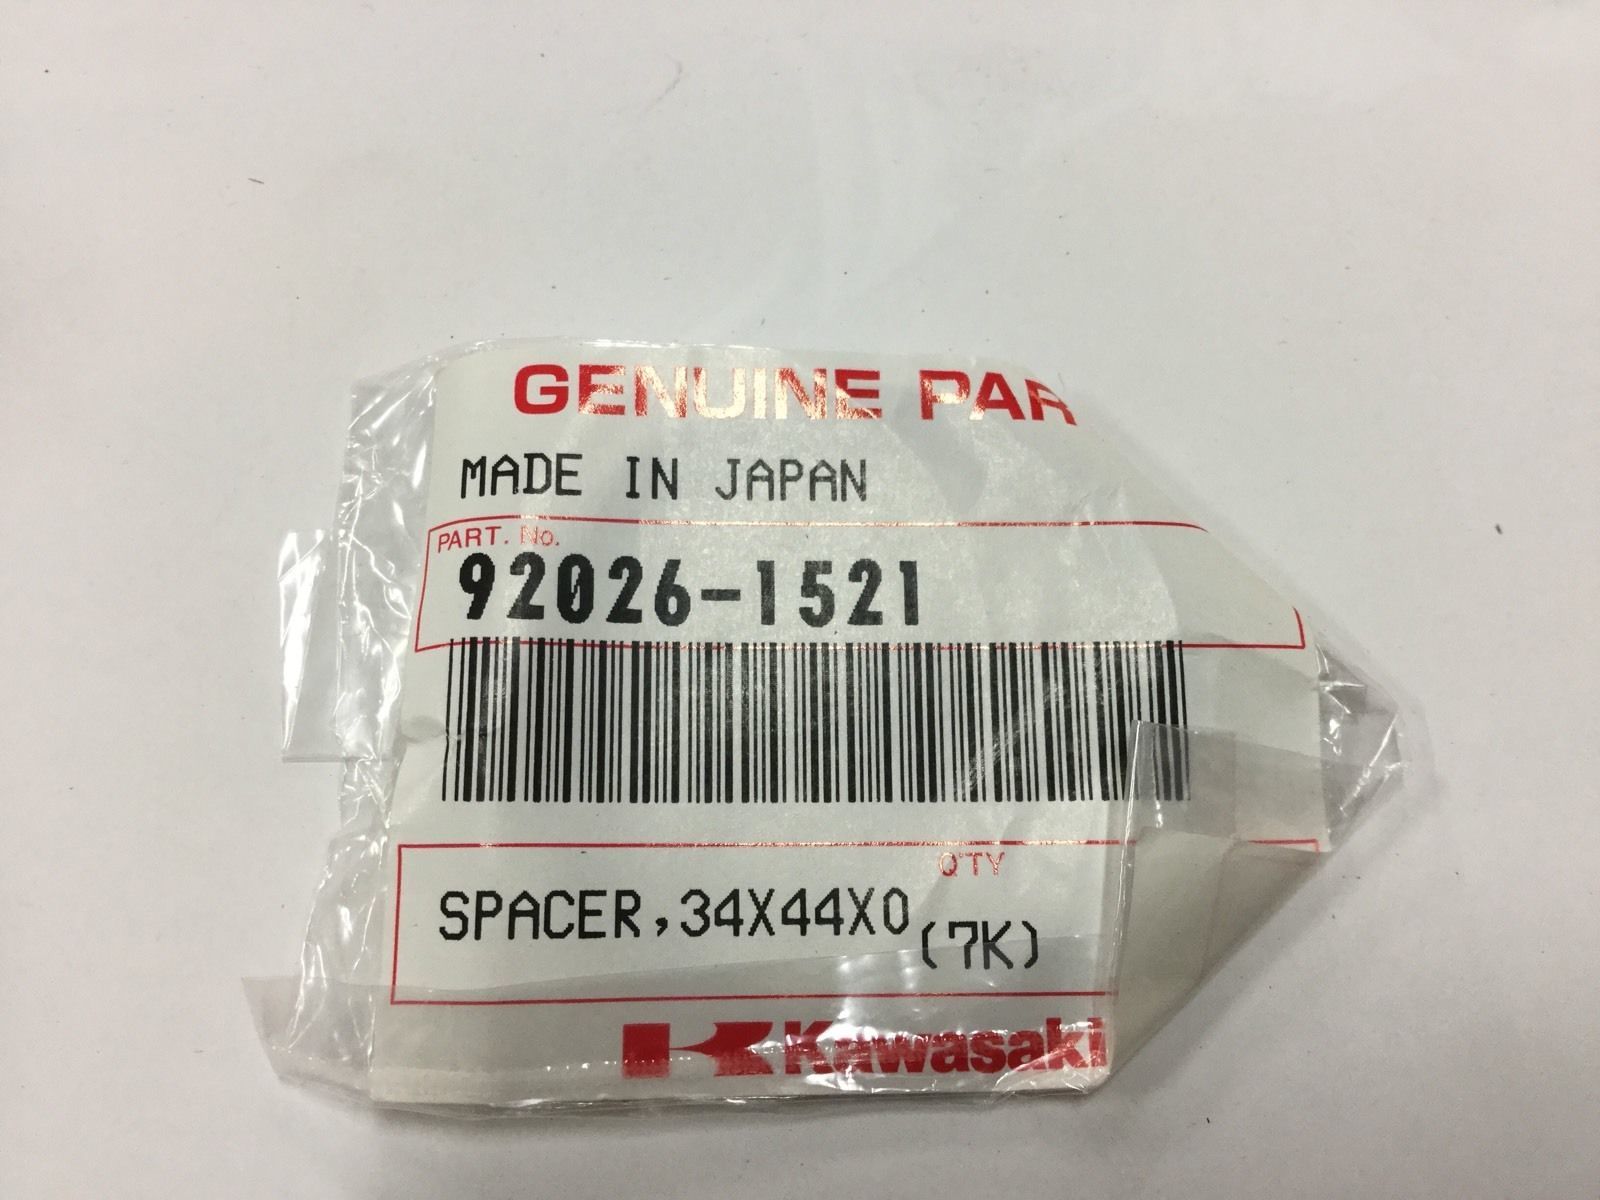 GENUINE PAR
MADE IN JAPAN
PART. No.
92026-1521
Q'TY
SPACER,34X44X0
(7K)
Kawasaki